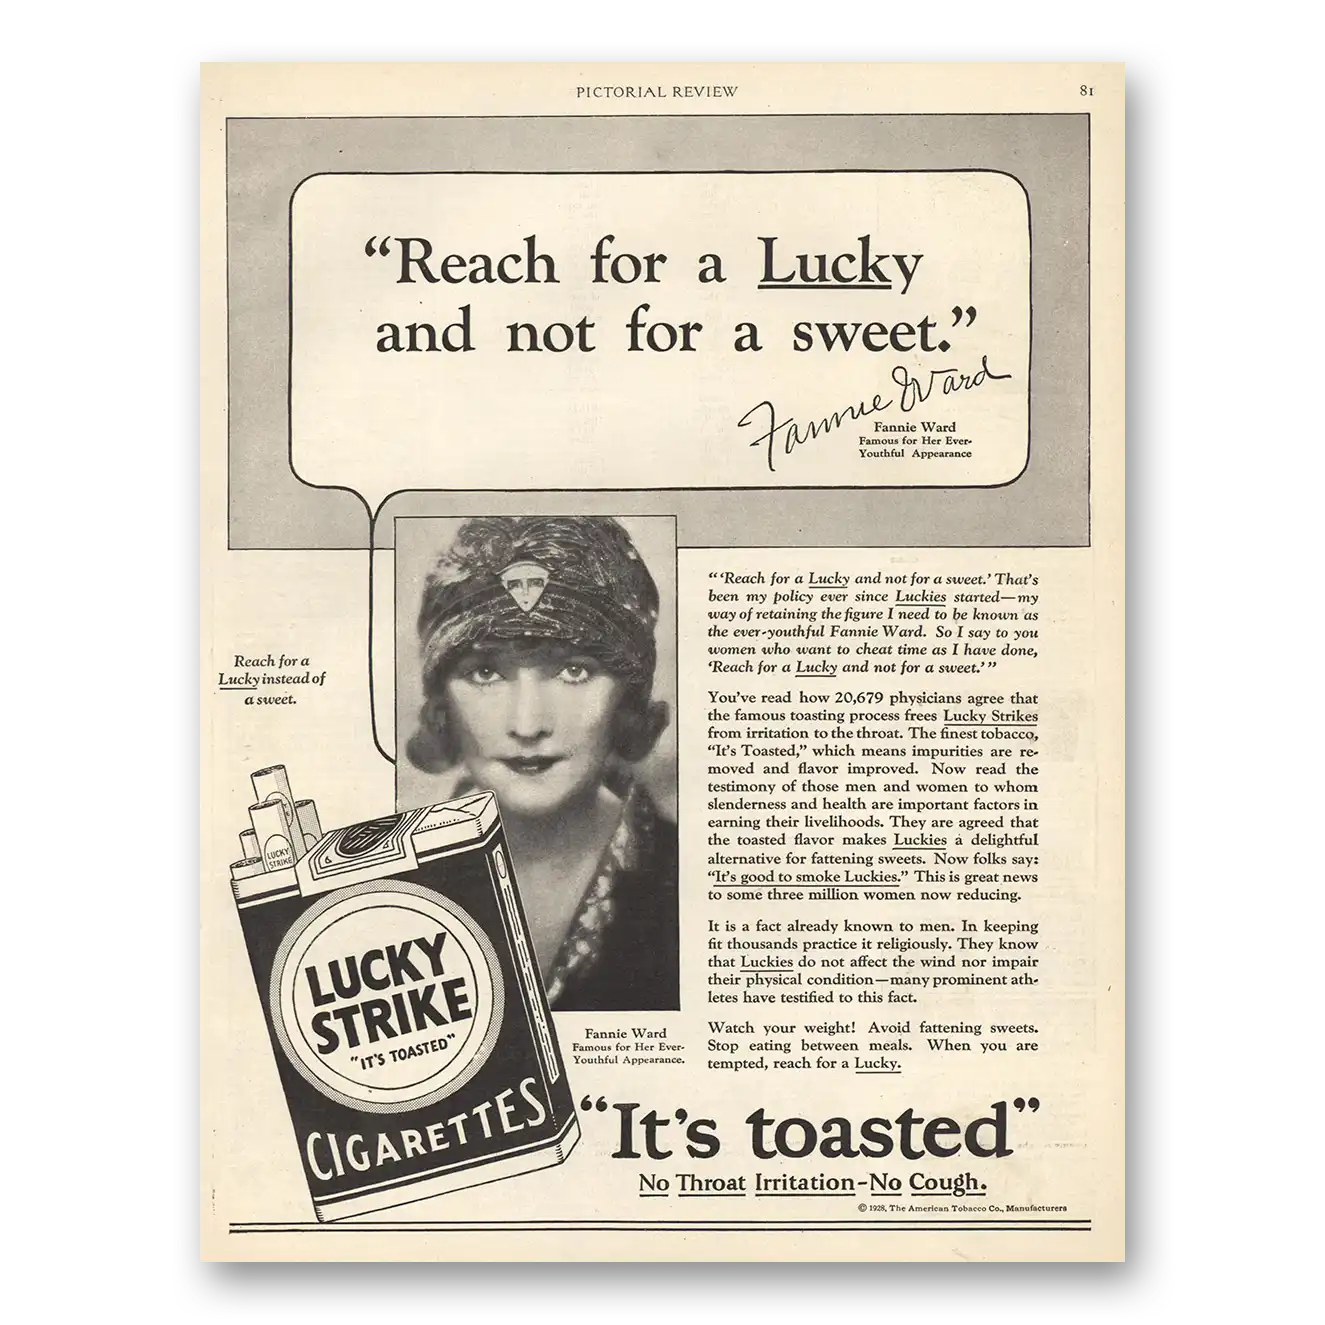 PICTORIAL REVIEW
81
“Reach for a Lucky
and not for a sweet.”
Fannie Ward
Fannie Ward
Famous for Her Ever-
Youthful Appearance
Reach for a
Lucky instead of
a sweet.
“‘Reach for a Lucky and not for a sweet.’ That’s
been my policy ever since Luckies started—my
way of retaining the figure I need to be known as
the ever-youthful Fannie Ward. So I say to you
women who want to cheat time as I have done,
‘Reach for a Lucky and not for a sweet.’”
You’ve read how 20,679 physicians agree that
the famous toasting process frees Lucky Strikes
from irritation to the throat. The finest tobacco,
“It’s Toasted,” which means impurities are re-
moved and flavor improved. Now read the
testimony of those men and women to whom
slenderness and health are important factors in
earning their livelihoods. They are agreed that
the toasted flavor makes Luckies a delightful
alternative for fattening sweets. Now folks say:
“It’s good to smoke Luckies.” This is great news
to some three million women now reducing.
It is a fact already known to men. In keeping
fit thousands practice it religiously. They know
that Luckies do not affect the wind nor impair
their physical condition—many prominent ath-
letes have testified to this fact.
Watch your weight! Avoid fattening sweets.
Stop eating between meals. When you are
tempted, reach for a Lucky.
LUCKY
STRIKE
LUCKY
STRIKE
“IT’S TOASTED”
CIGARETTES
Fannie Ward
Famous for Her Ever-
Youthful Appearance.
“It’s toasted”
No Throat Irritation-No Cough.
© 1928, The American Tobacco Co., Manufacturers